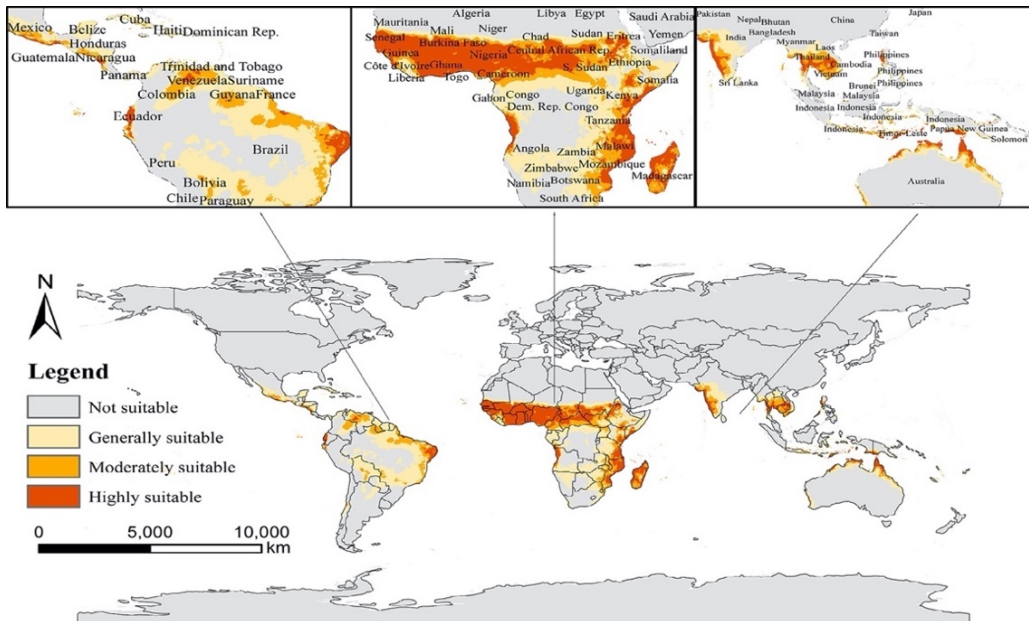 Mexico
Cuba
Belize
Haiti Dominican Rep.
Honduras
Guatemala Nicaragua
Panama
Trinidad and Tobago
Venezuela Suriname
Colombia
Guyana France
Ecuador
Peru
Brazil
Bolivia
Chile Paraguay
Algeria
Libya Egypt
Saudi Arabia
Mauritania
Mali
Niger
Senegal
Chad
Sudan Eritrea
Yemen
Burkina Faso
Somaliland
Guinea
Nigeria
Central African Rep.
Ethiopia
Côte d'Ivoire Ghana
S. Sudan
Liberia
Togo
Cameroon
Somalia
Uganda
Kenya
Gabon
Congo
Dem. Rep. Congo
Tanzania
Angola
Zambia
Malawi
Mozambique
Zimbabwe
Madagascar
Namibia
Botswana
South Africa
Pakistan
Nepal Bhutan
China
Japan
Bangladesh
India
Myanmar
Taiwan
Laos
Thailand
Philippines
Cambodia
Philippines
Vietnam
Sri Lanka
Brunei
Philippines
Malaysia
Malaysia
Indonesia
Indonesia
Indonesia
Indonesia
Indonesia
Timor-Leste
Papua New Guinea
Solomon
Australia
N
Legend
Not suitable
Generally suitable
Moderately suitable
Highly suitable
0 5,000 10,000
km